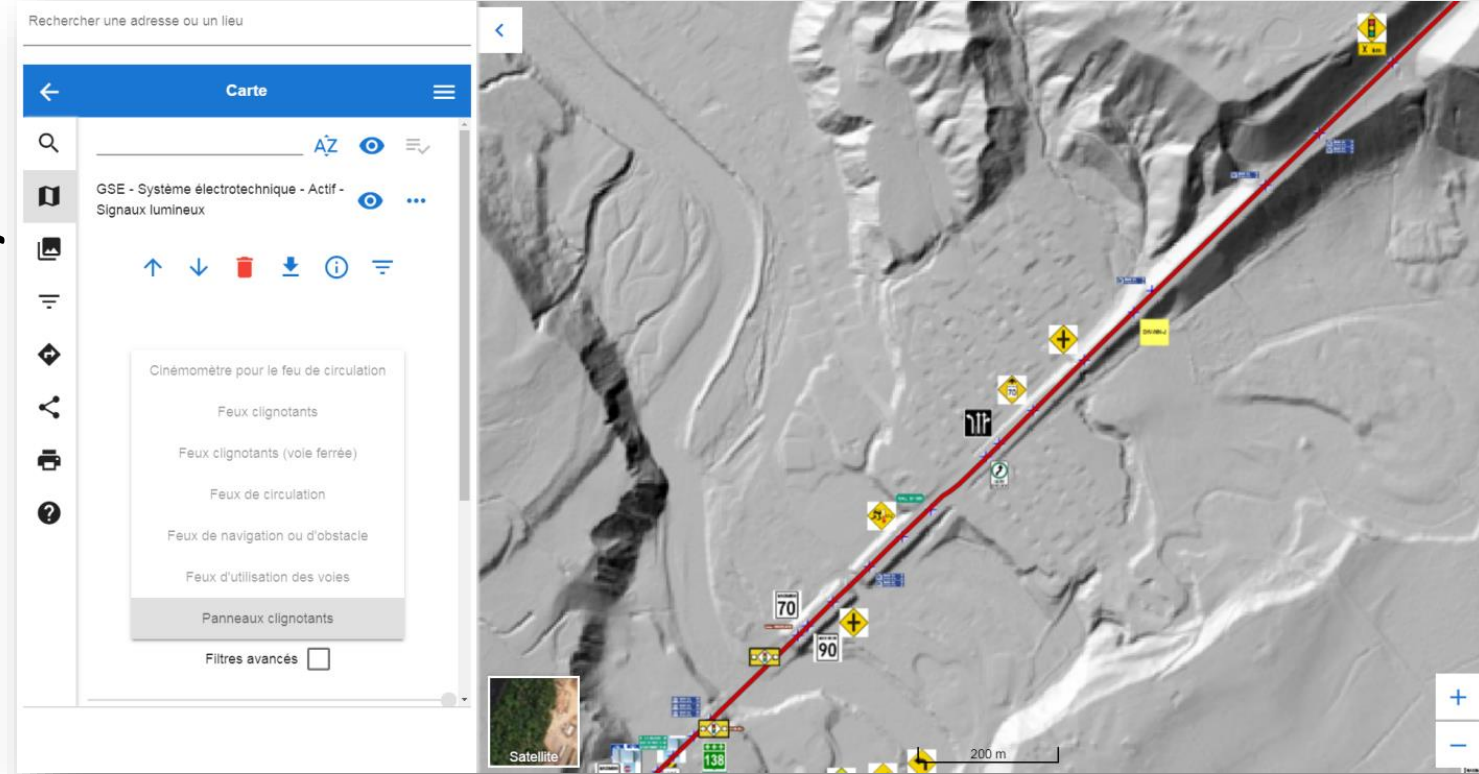 Rechercher une adresse ou un lieu
Carte
AZ
GSE - Système électrotechnique - Actif -
Signaux lumineux
Cinémomètre pour le feu de circulation
Feux clignotants
Feux clignotants (voie ferrée)
Feux de circulation
Feux de navigation ou d'obstacle
Feux d'utilisation des voies
Panneaux clignotants
Filtres avancés
Satellite
X km
70
70
90
138
200 m